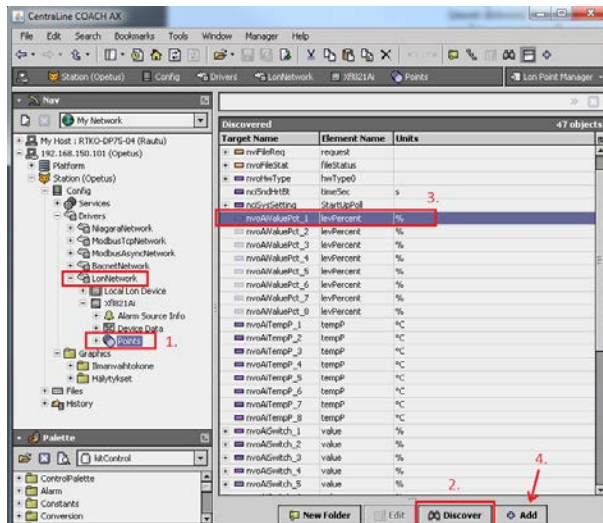 CentraLine COACH AX
File Edit Search Bookmarks Tools Window Manager Help
Station (Opetus) Config Drivers LonNetwork Xfl821Ai Points Lon Point Manager
Nav
My Network
My Host : RTKO-DP75-04 (Rautu)
192.168.150.101 (Opetus)
Platform
Station (Opetus)
Config
Services
Drivers
NiagaraNetwork
ModbusTcpNetwork
ModbusAsyncNetwork
BacnetNetwork
LonNetwork
Local Lon Device
Xfl821Ai
Alarm Source Info
Device Data
Points 1.
Graphics
Ilmanvaihtokone
Hälytykset
Files
History
Palette
kitControl
ControlPalette
Alarm
Constants
Conversion
Discovered 47 objects
Target Name Element Name Units
nviFileReq request
nvoFileStat fileStatus
nvoHwType hwType0
nciSndHrtBt timeSec s
nciSysSetting StartUpPoll
3.
nvoAiValuePct_1 levPercent %
nvoAiValuePct_2 levPercent %
nvoAiValuePct_3 levPercent %
nvoAiValuePct_4 levPercent %
nvoAiValuePct_5 levPercent %
nvoAiValuePct_6 levPercent %
nvoAiValuePct_7 levPercent %
nvoAiValuePct_8 levPercent %
nvoAiTempP_1 tempP °C
nvoAiTempP_2 tempP °C
nvoAiTempP_3 tempP °C
nvoAiTempP_4 tempP °C
nvoAiTempP_5 tempP °C
nvoAiTempP_6 tempP °C
nvoAiTempP_7 tempP °C
nvoAiTempP_8 tempP °C
nvoAiSwitch_1 value %
nvoAiSwitch_2 value %
nvoAiSwitch_3 value %
nvoAiSwitch_4 value %
nvoAiSwitch_5 value %
2. 4.
New Folder Edit Discover Add